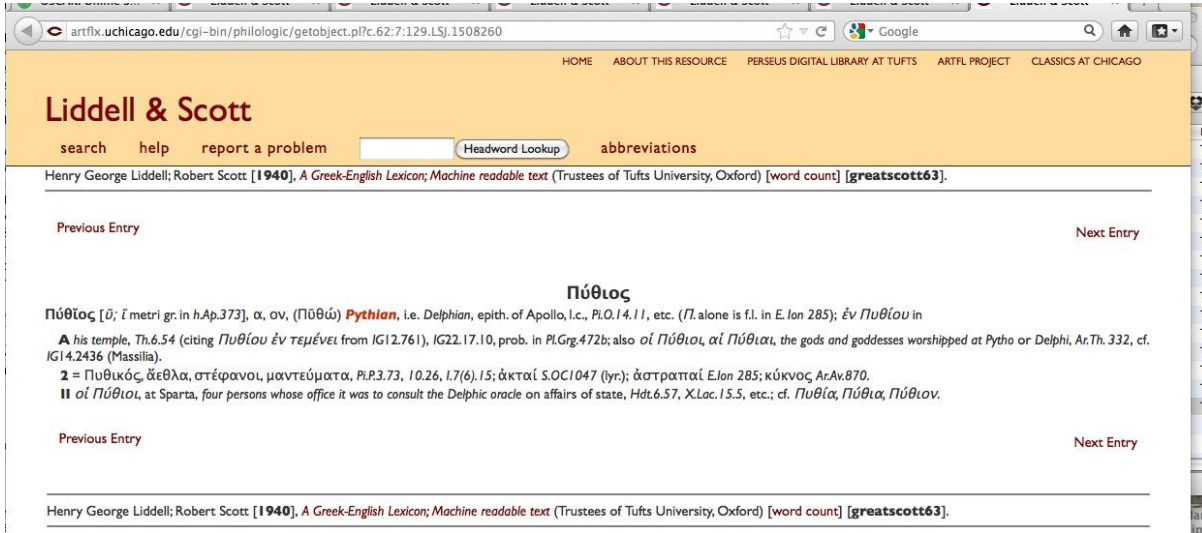 artflx.uchicago.edu/cgi-bin/philologic/getobject.pl?c.62:7:129.LSJ.1508260 Google
HOME ABOUT THIS RESOURCE PERSEUS DIGITAL LIBRARY AT TUFTS ARTFL PROJECT CLASSICS AT CHICAGO
Liddell & Scott
search help report a problem Headword Lookup abbreviations
Henry George Liddell; Robert Scott [1940], A Greek-English Lexicon; Machine readable text (Trustees of Tufts University, Oxford) [word count] [greatscott63].
Previous Entry
Next Entry
Πύθιος
Πύθῐος [ῡ; ῑ metri gr. in h.Ap.373], α, ον, (Πῡθώ) Pythian, i.e. Delphian, epith. of Apollo, l.c., Pi.O.14.11, etc. (Π. alone is f.l. in E.Ion 285); ἐν Πυθίου in
A his temple, Th.6.54 (citing Πυθίου ἐν τεμένει from IG12.761), IG22.17.10, prob. in Pl.Grg.472b; also οἱ Πύθιοι, αἱ Πύθιαι, the gods and goddesses worshipped at Pytho or Delphi, Ar.Th.332, cf.
IG14.2436 (Massilia).
2 = Πυθικός, ἄεθλα, στέφανοι, μαντεύματα, Pi.P.3.73, 10.26, I.7(6).15; ἀκταί S.OC1047 (lyr.); ἀστραπαί E.Ion 285; κύκνος Ar.Av.870.
II οἱ Πύθιοι, at Sparta, four persons whose office it was to consult the Delphic oracle on affairs of state, Hdt.6.57, X.Lac.15.5, etc.; cf. Πυθία, Πύθια, Πύθιον.
Previous Entry
Next Entry
Henry George Liddell; Robert Scott [1940], A Greek-English Lexicon; Machine readable text (Trustees of Tufts University, Oxford) [word count] [greatscott63].